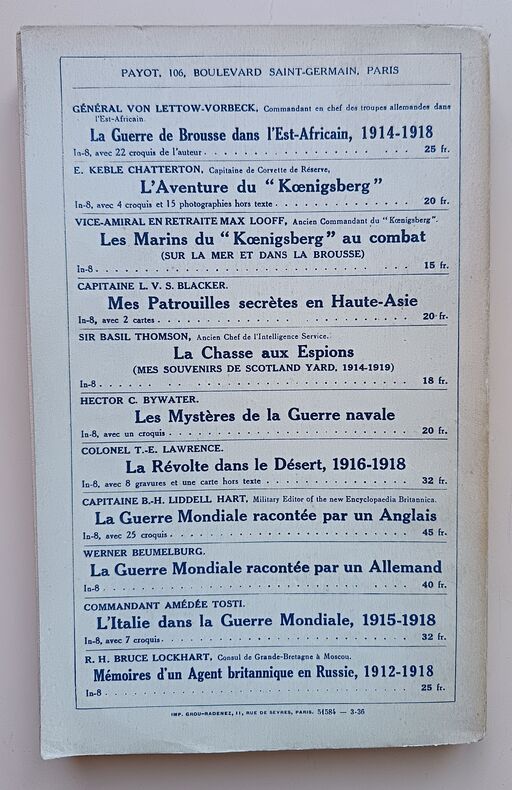 PAYOT, 106, BOULEVARD SAINT-GERMAIN, PARIS
GÉNÉRAL VON LETTOW-VORBECK, Commandant en chef des troupes allemandes dans
l'Est-Africain.
La Guerre de Brousse dans l'Est-Africain, 1914-1918
In-8, avec 22 croquis de l'auteur . . . . . . . . . . . . . . . . 25 fr.
E. KEBLE CHATTERTON, Capitaine de Corvette de Réserve,
L'Aventure du “ Kœnigsberg ”
In-8, avec 4 croquis et 15 photographies hors texte . . . . . . . . . . . 20 fr.
VICE-AMIRAL EN RETRAITE MAX LOOFF, Ancien Commandant du “ Kœnigsberg ”.
Les Marins du “ Kœnigsberg ” au combat
(SUR LA MER ET DANS LA BROUSSE)
In-8 . . . . . . . . . . . . . . . . . . . . . . . . 15 fr.
CAPITAINE L. V. S. BLACKER.
Mes Patrouilles secrètes en Haute-Asie
In-8, avec 2 cartes . . . . . . . . . . . . . . . . . . . . 20 fr.
SIR BASIL THOMSON, Ancien Chef de l'Intelligence Service.
La Chasse aux Espions
(MES SOUVENIRS DE SCOTLAND YARD, 1914-1919)
In-8 . . . . . . . . . . . . . . . . . . . . . . . . 18 fr.
HECTOR C. BYWATER.
Les Mystères de la Guerre navale
In-8, avec un croquis . . . . . . . . . . . . . . . . . . . 20 fr.
COLONEL T.-E. LAWRENCE.
La Révolte dans le Désert, 1916-1918
In-8, avec 8 gravures et une carte hors texte . . . . . . . . . . . . 32 fr.
CAPITAINE B.-H. LIDDELL HART, Military Editor of the new Encyclopaedia Britannica.
La Guerre Mondiale racontée par un Anglais
In-8, avec 25 croquis . . . . . . . . . . . . . . . . . . . 45 fr.
WERNER BEUMELBURG.
La Guerre Mondiale racontée par un Allemand
In-8 . . . . . . . . . . . . . . . . . . . . . . . . 40 fr.
COMMANDANT AMÉDÉE TOSTI.
L'Italie dans la Guerre Mondiale, 1915-1918
In-8, avec 7 croquis . . . . . . . . . . . . . . . . . . . . 32 fr.
R. H. BRUCE LOCKHART, Consul de Grande-Bretagne à Moscou.
Mémoires d'un Agent britannique en Russie, 1912-1918
In-8 . . . . . . . . . . . . . . . . . . . . . . . . 25 fr.
IMP. GROU-RADENEZ, 11, RUE DE SÈVRES, PARIS. 51584 — 3-36